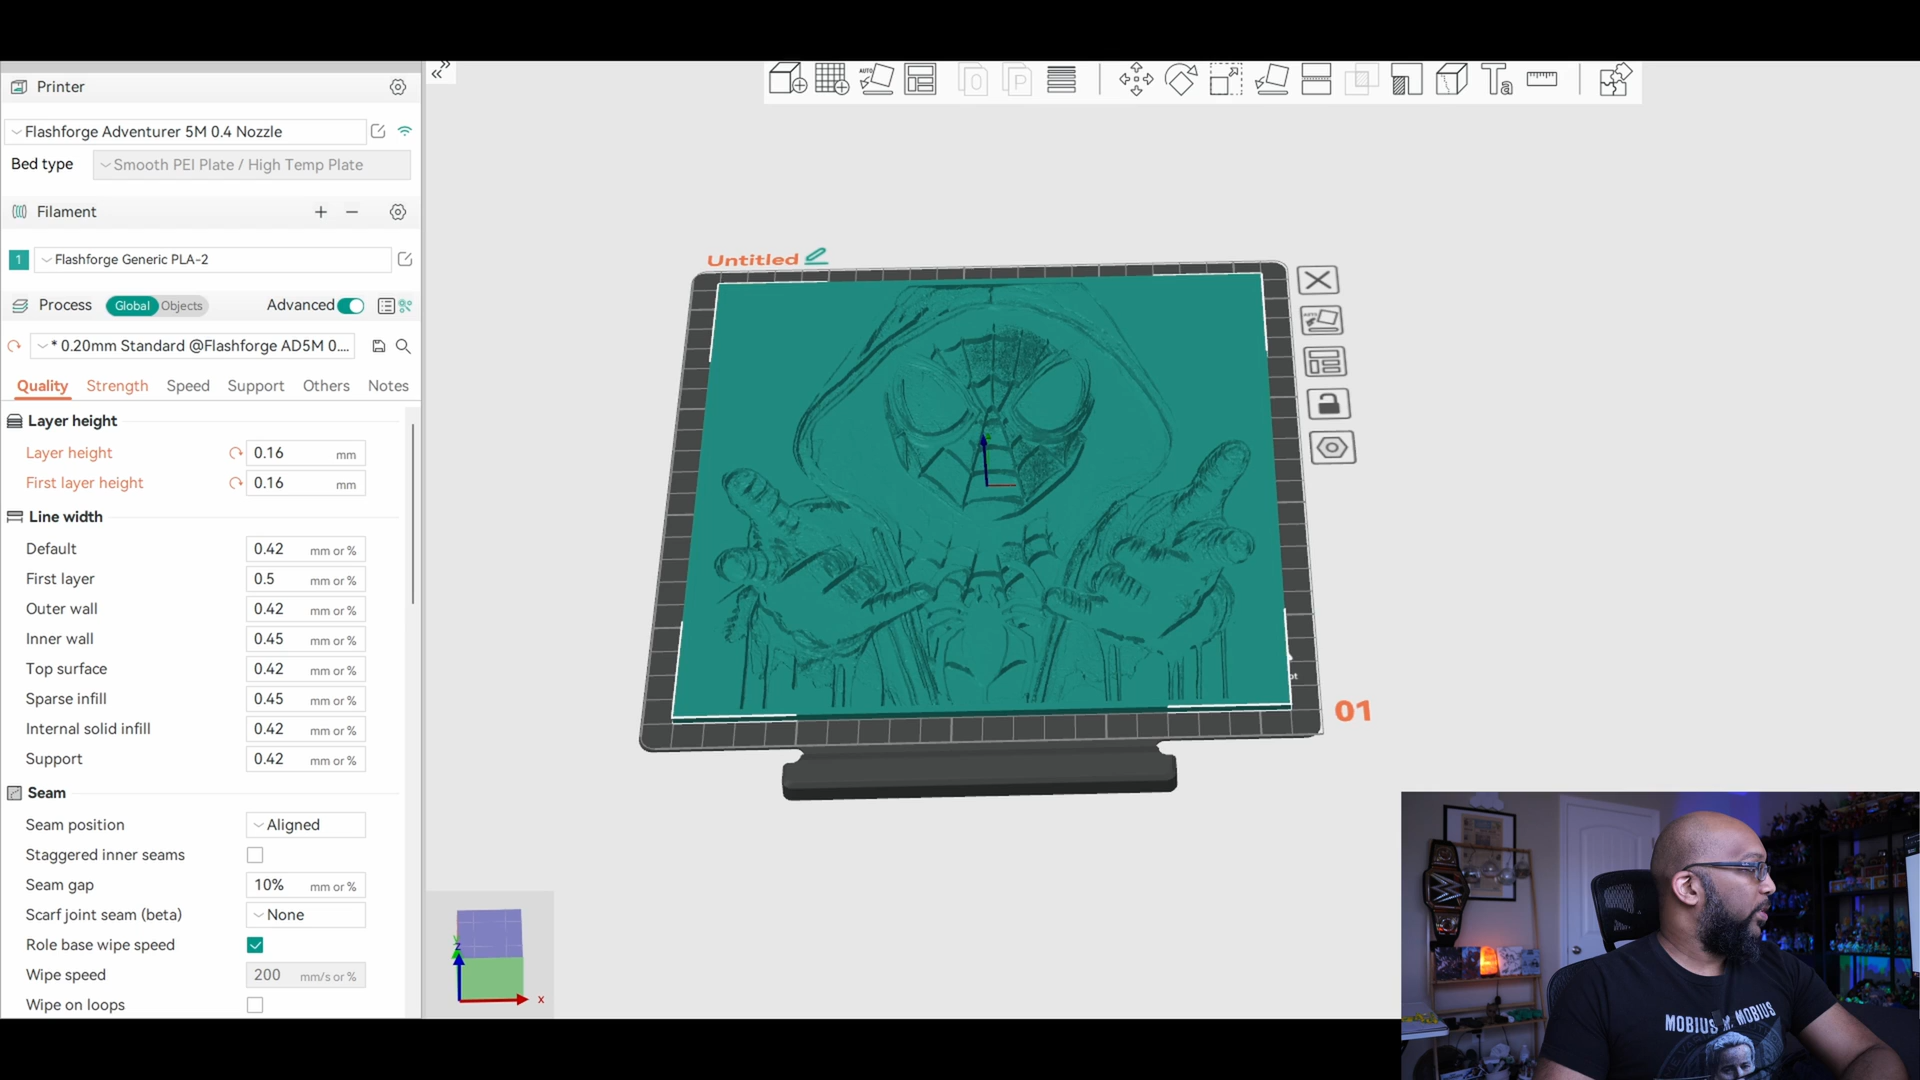 Printer
Flashforge Adventurer 5M 0.4 Nozzle
Bed type
Smooth PEI Plate / High Temp Plate
Filament
1
Flashforge Generic PLA-2
Process
Global
Objects
Advanced
* 0.20mm Standard @Flashforge AD5M 0....
Quality
Strength
Speed
Support
Others
Notes
Layer height
Layer height 0.16 mm
First layer height 0.16 mm
Line width
Default 0.42 mm or %
First layer 0.5 mm or %
Outer wall 0.42 mm or %
Inner wall 0.45 mm or %
Top surface 0.42 mm or %
Sparse infill 0.45 mm or %
Internal solid infill 0.42 mm or %
Support 0.42 mm or %
Seam
Seam position Aligned
Staggered inner seams
Seam gap 10% mm or %
Scarf joint seam (beta) None
Role base wipe speed
Wipe speed 200 mm/s or %
Wipe on loops
AUTO
O
P
Ta
Untitled
01
z
x
MOBIUS M. MOBIUS